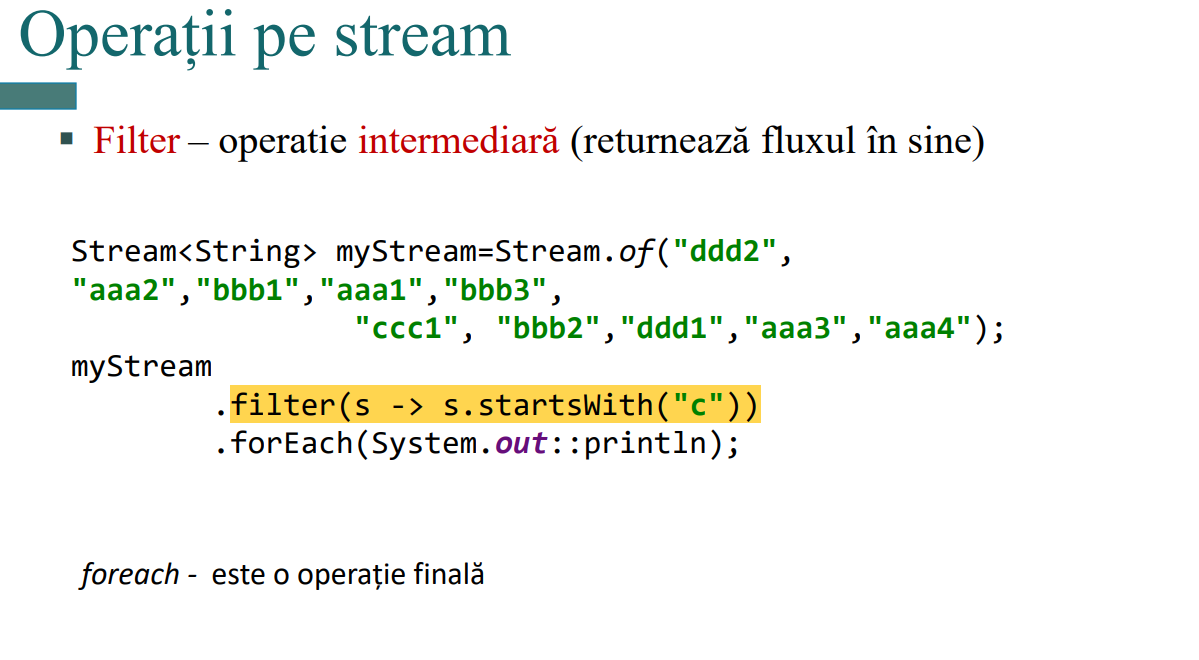 Operații pe stream
▪ Filter – operatie intermediară (returnează fluxul în sine)
Stream<String> myStream=Stream.of("ddd2",
"aaa2","bbb1","aaa1","bbb3",
"ccc1", "bbb2","ddd1","aaa3","aaa4");
myStream
.filter(s -> s.startsWith("c"))
.forEach(System.out::println);
foreach - este o operație finală